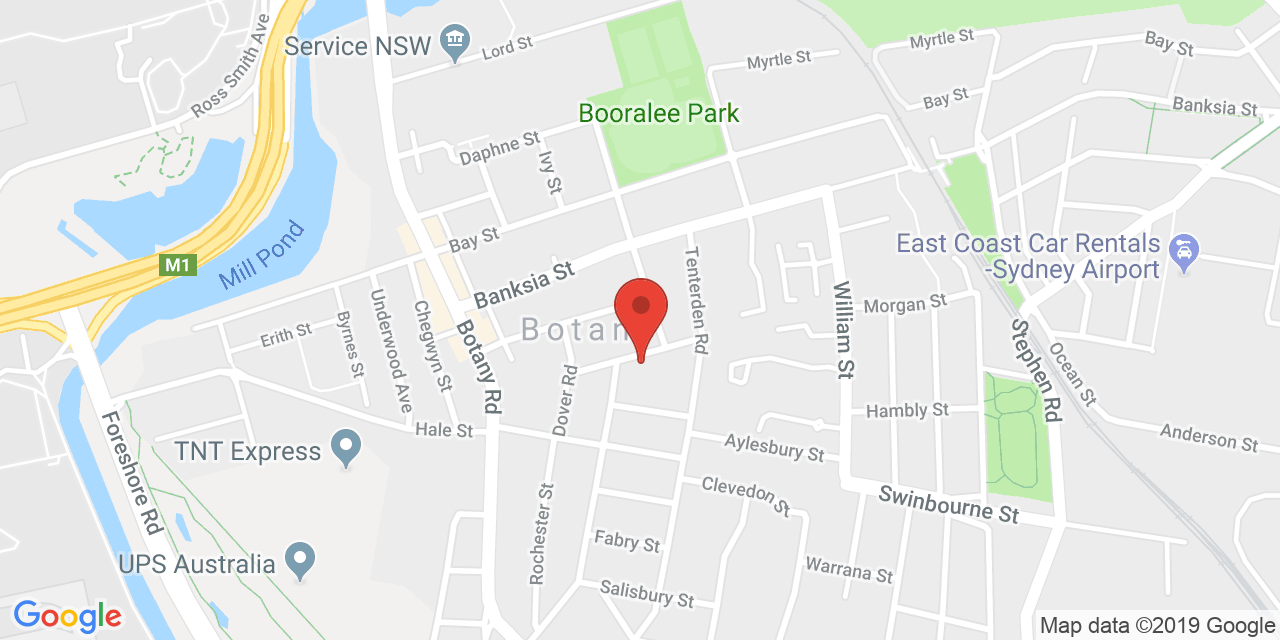 Service NSW
Lord St
Ross Smith Ave
Myrtle St
Myrtle St
Bay St
Bay St
Banksia St
Booralee Park
Daphne St
Ivy St
Bay St
Mill Pond
M1
Banksia St
Tenterden Rd
East Coast Car Rentals
-Sydney Airport
William St
Morgan St
Erith St
Byrnes St
Underwood Ave
Chegwyn St
Botany Rd
Botan
Stephen Rd
Ocean St
Dover Rd
Hale St
Hambly St
Anderson St
Foreshore Rd
TNT Express
Aylesbury St
Clevedon St
Swinbourne St
Rochester St
Fabry St
UPS Australia
Warrana St
Salisbury St
Google
Map data ©2019 Google